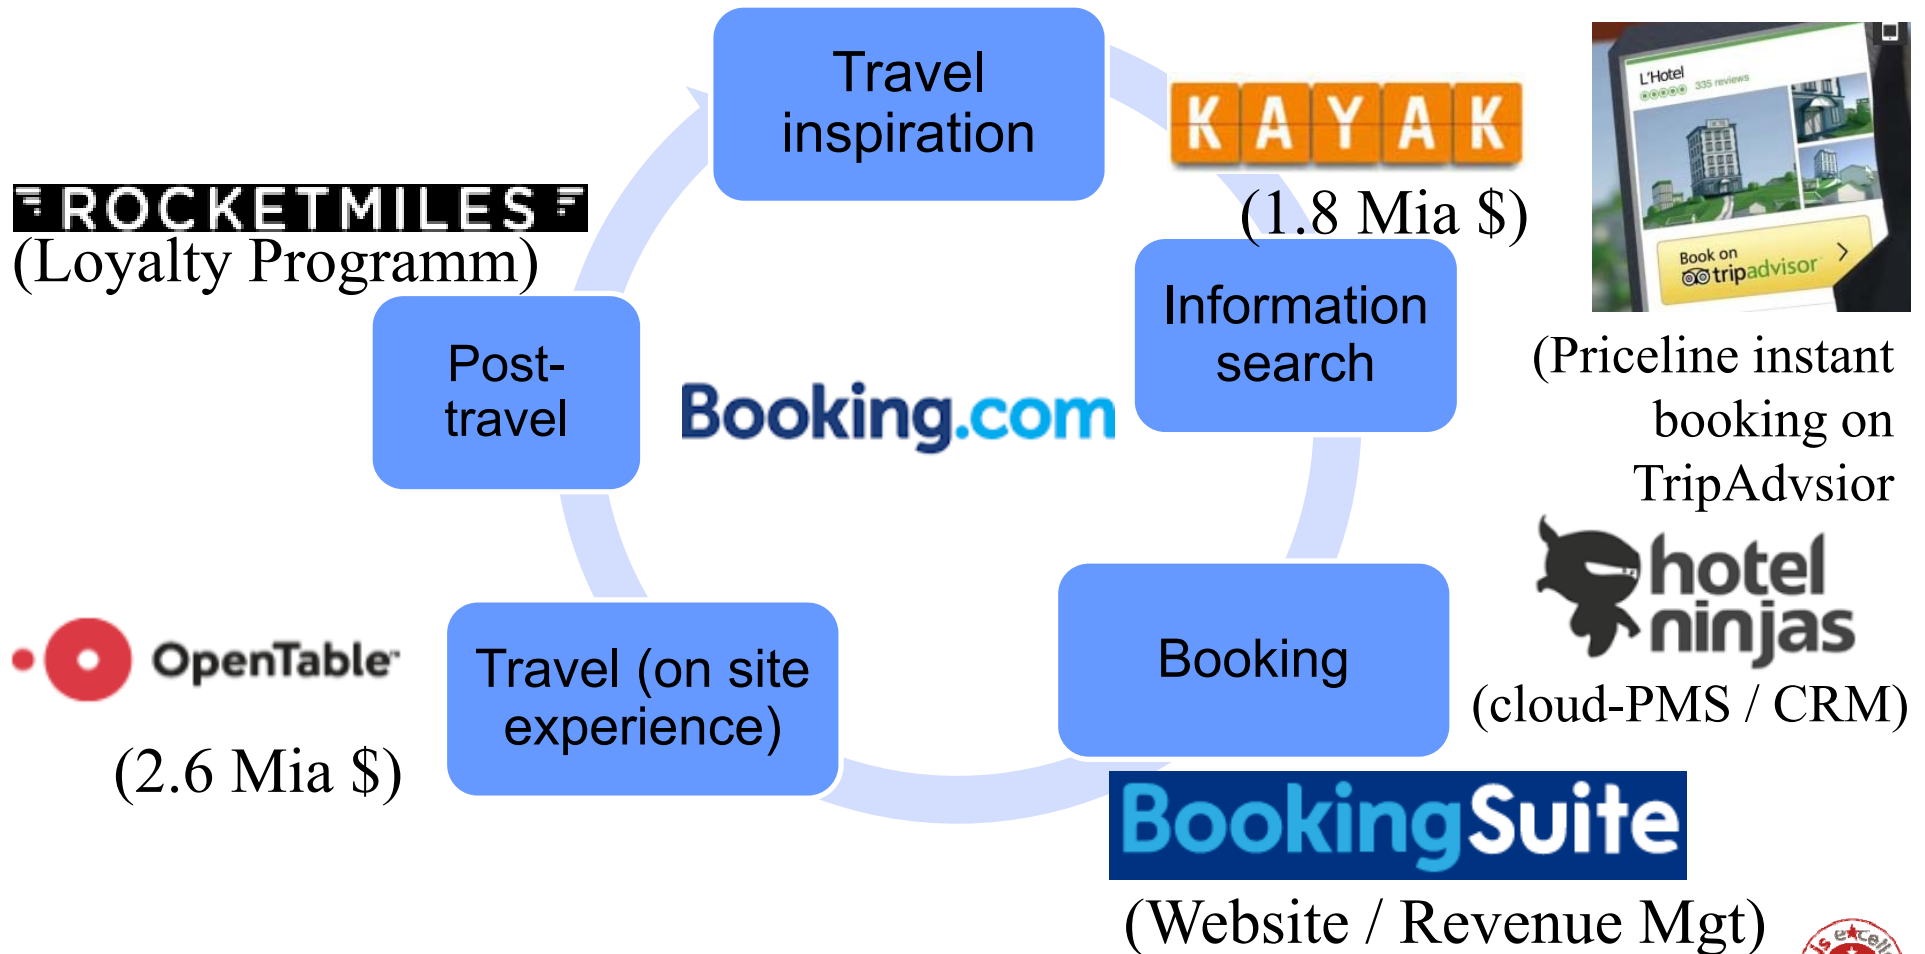 Travel
inspiration
KAYAK
(1.8 Mia $)
L'Hotel
335 reviews
Book on
tripadvisor
(Priceline instant
booking on
TripAdvsior
Information
search
ROCKETMILES
(Loyalty Programm)
Post-
travel
Booking.com
hotel
ninjas
(cloud-PMS / CRM)
Booking
BookingSuite
(Website / Revenue Mgt)
Travel (on site
experience)
OpenTable
(2.6 Mia $)